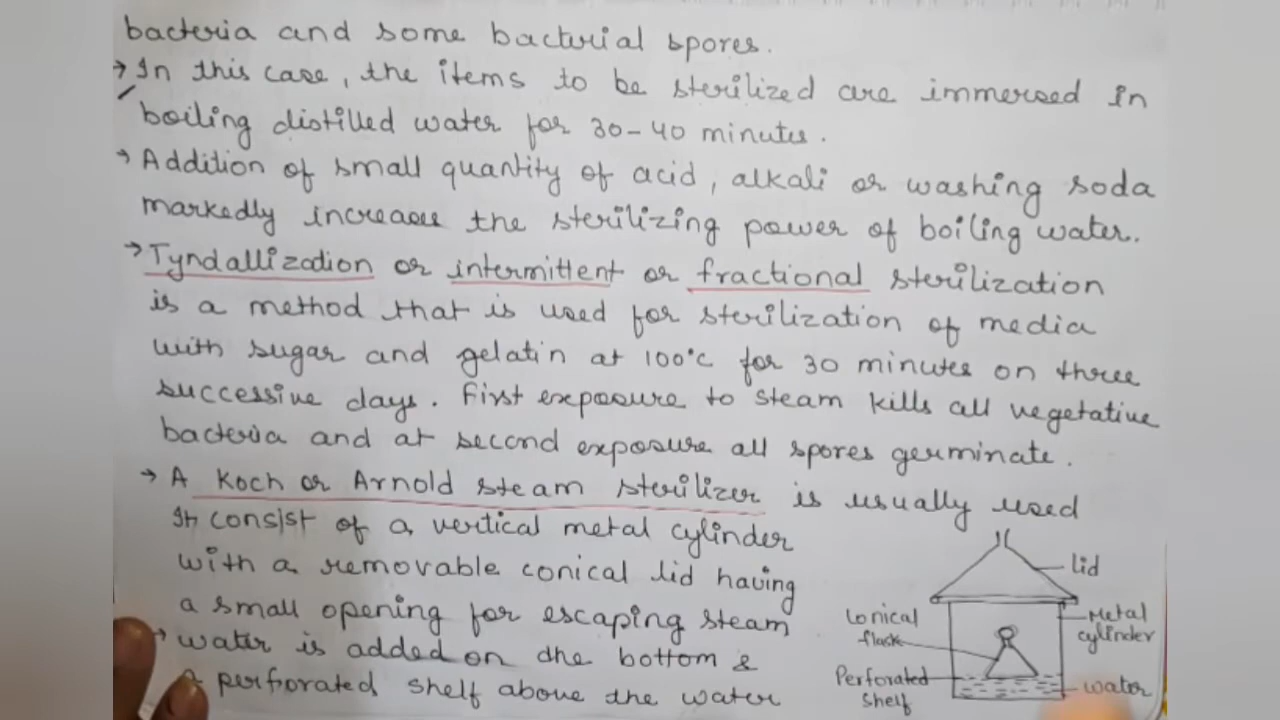 bacteria and some bacterial spores.
→ In this case, the items to be sterilized are immersed in
boiling distilled water for 30-40 minutes.
→ Addition of small quantity of acid, alkali or washing soda
markedly increases the sterilizing power of boiling water.
→ Tyndallization or intermittent or fractional sterilization
is a method that is used for sterilization of media
with sugar and gelatin at 100°C for 30 minutes on three
successive days. First exposure to steam kills all vegetative
bacteria and at second exposure all spores germinate.
→ A Koch or Arnold steam sterilizer is usually used
It consist of a vertical metal cylinder
with a removable conical lid having
a small opening for escaping steam
→ water is added on the bottom &
a perforated shelf above the water
lid
Conical
flask
Metal
cylinder
Perforated
shelf
water